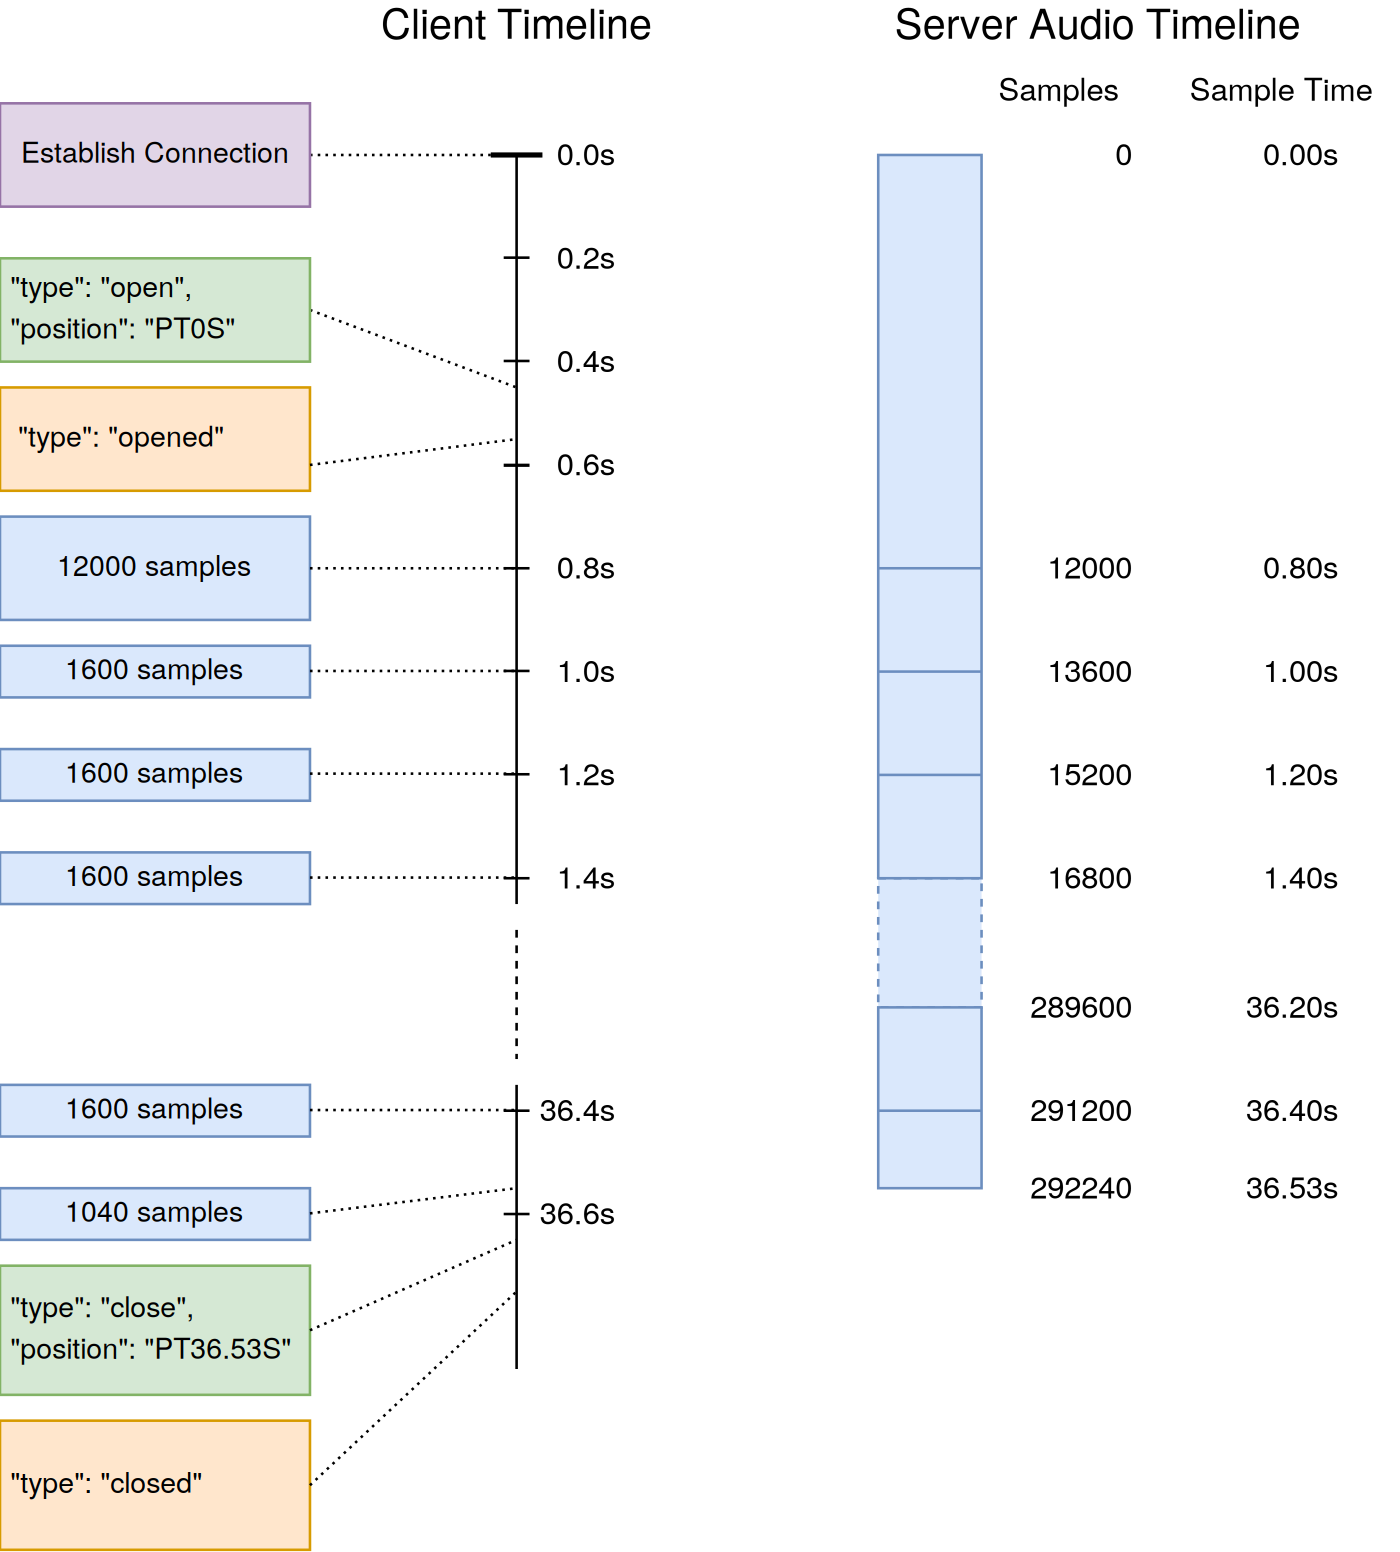 Client Timeline
Server Audio Timeline
Samples
Sample Time
Establish Connection
0.0s
0
0.00s
0.2s
"type": "open",
"position": "PT0S"
0.4s
"type": "opened"
0.6s
12000 samples
0.8s
12000
0.80s
1600 samples
1.0s
13600
1.00s
1600 samples
1.2s
15200
1.20s
1600 samples
1.4s
16800
1.40s
289600
36.20s
1600 samples
36.4s
291200
36.40s
292240
36.53s
1040 samples
36.6s
"type": "close",
"position": "PT36.53S"
"type": "closed"